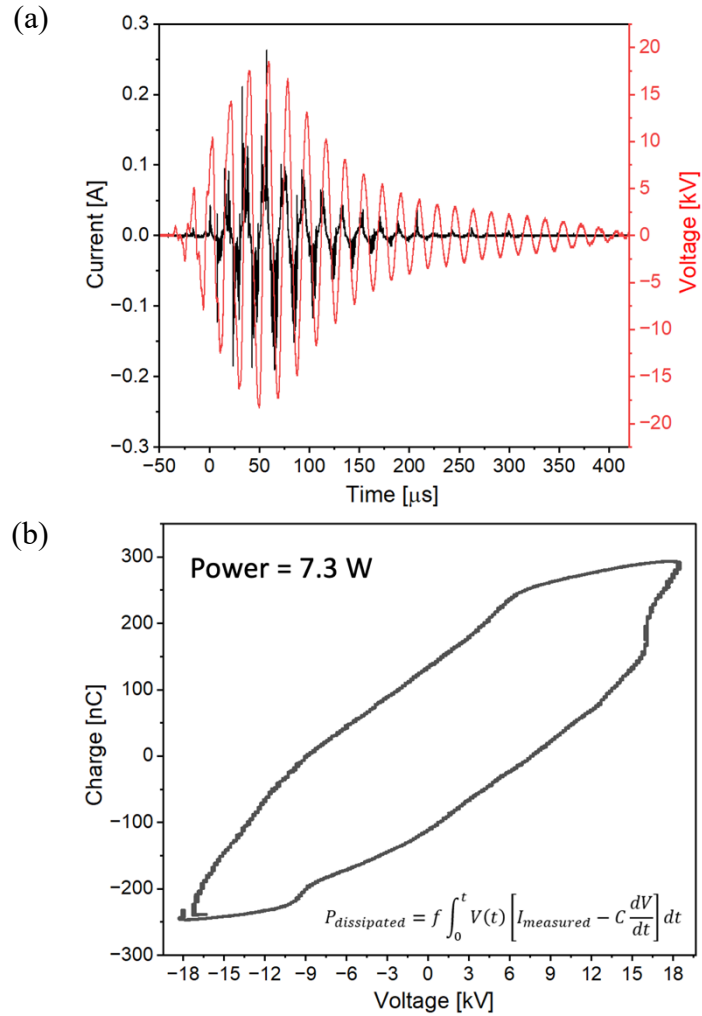 (a)
0.3
0.2
0.1
0.0
−0.1
−0.2
−0.3
Current [A]
20
15
10
5
0
−5
−10
−15
−20
Voltage [kV]
−50 0 50 100 150 200 250 300 350 400
Time [μs]
(b)
Power = 7.3 W
300
200
100
0
−100
−200
−300
Charge [nC]
P_dissipated = f ∫_0^t V(t) [I_measured − C dV/dt] dt
−18 −15 −12 −9 −6 −3 0 3 6 9 12 15 18
Voltage [kV]